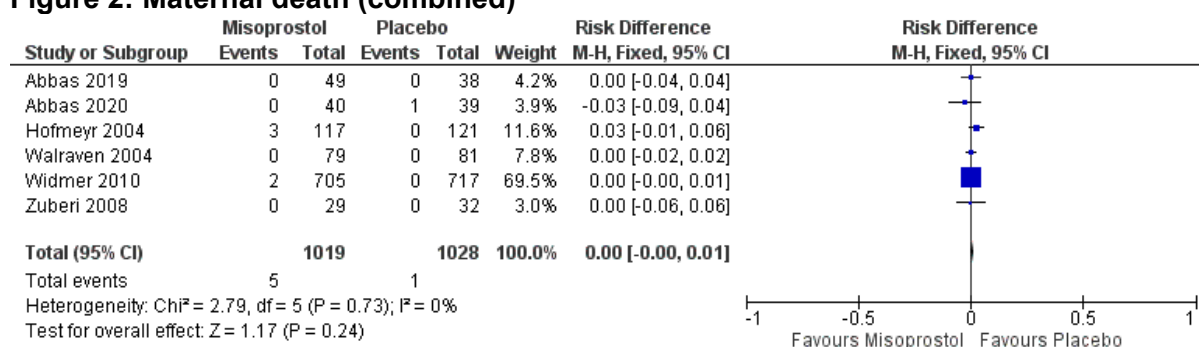 Figure 2: Maternal death (combined)
Misoprostol Placebo Risk Difference Risk Difference
Study or Subgroup Events Total Events Total Weight M-H, Fixed, 95% CI M-H, Fixed, 95% CI
Abbas 2019 0 49 0 38 4.2% 0.00 [-0.04, 0.04]
Abbas 2020 0 40 1 39 3.9% -0.03 [-0.09, 0.04]
Hofmeyr 2004 3 117 0 121 11.6% 0.03 [-0.01, 0.06]
Walraven 2004 0 79 0 81 7.8% 0.00 [-0.02, 0.02]
Widmer 2010 2 705 0 717 69.5% 0.00 [-0.00, 0.01]
Zuberi 2008 0 29 0 32 3.0% 0.00 [-0.06, 0.06]
Total (95% CI) 1019 1028 100.0% 0.00 [-0.00, 0.01]
Total events 5 1
Heterogeneity: Chi² = 2.79, df = 5 (P = 0.73); I² = 0%
Test for overall effect: Z = 1.17 (P = 0.24)
-1 -0.5 0 0.5 1
Favours Misoprostol Favours Placebo